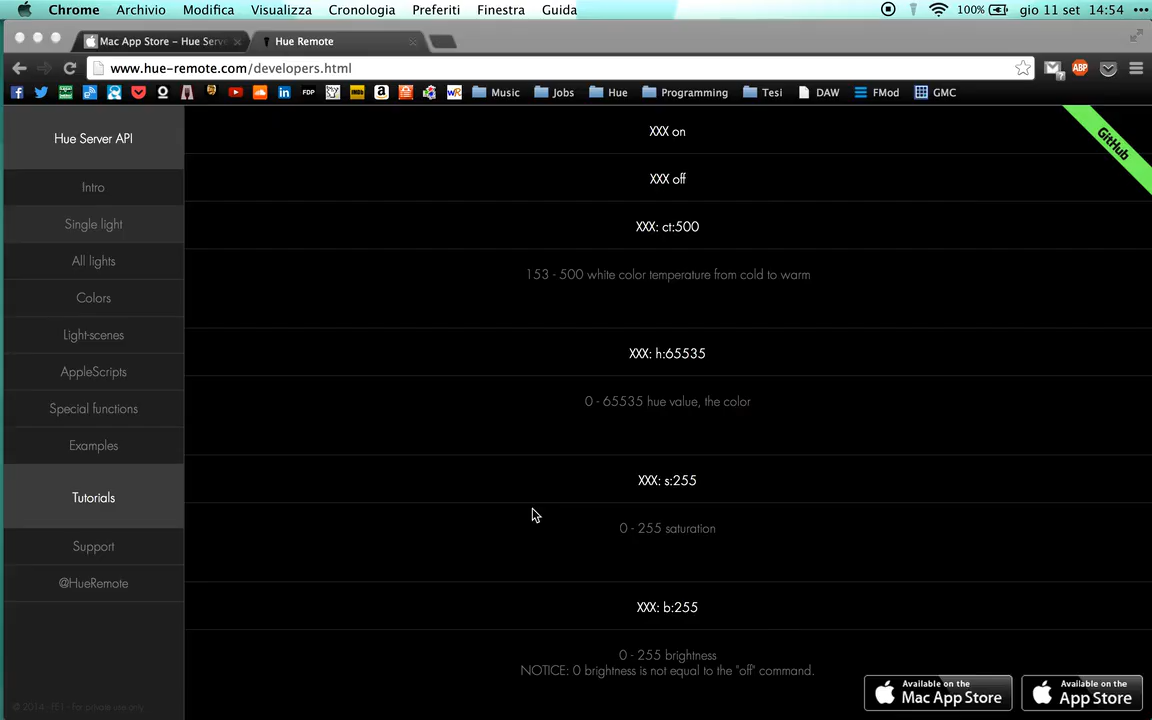 Chrome Archivio Modifica Visualizza Cronologia Preferiti Finestra Guida 100% gio 11 set 14:54
Mac App Store – Hue Serve
Hue Remote
www.hue-remote.com/developers.html
Music Jobs Hue Programming Tesi DAW FMod GMC
Hue Server API
Intro
Single light
All lights
Colors
Light-scenes
AppleScripts
Special functions
Examples
Tutorials
Support
@HueRemote
XXX on
XXX off
XXX: ct:500
153 - 500 white color temperature from cold to warm
XXX: h:65535
0 - 65535 hue value, the color
XXX: s:255
0 - 255 saturation
XXX: b:255
0 - 255 brightness
NOTICE: 0 brightness is not equal to the "off" command.
GitHub
Available on the
Mac App Store
Available on the
App Store